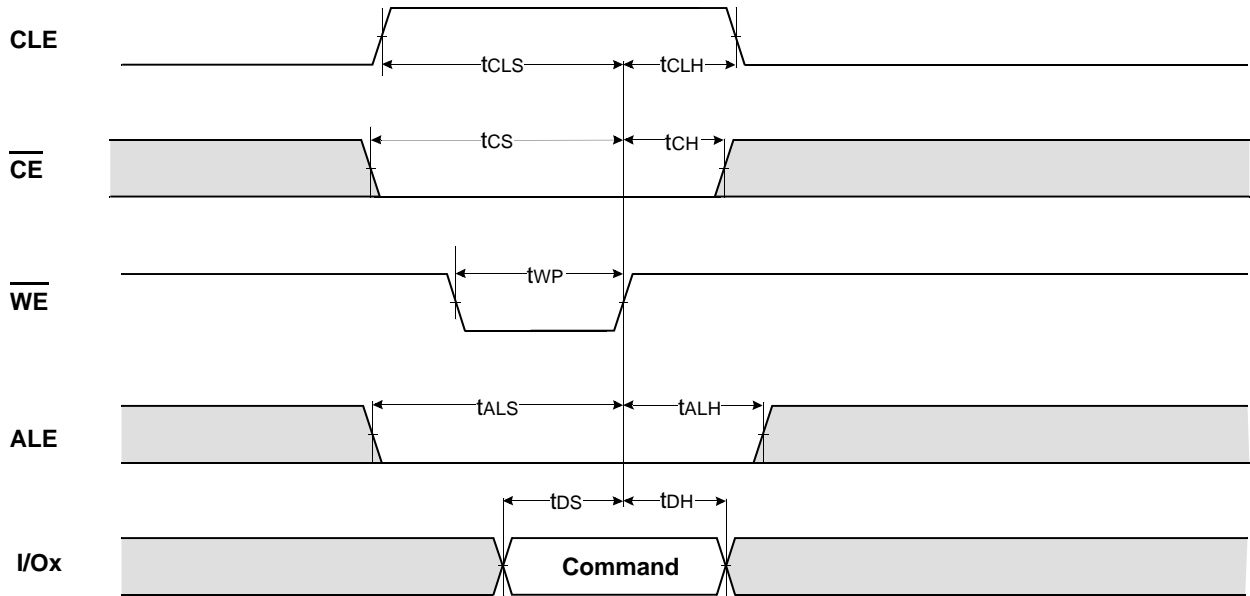 CLE
tCLS tCLH
CE
tCS tCH
WE
tWP
ALE
tALS tALH
tDS tDH
I/Ox Command